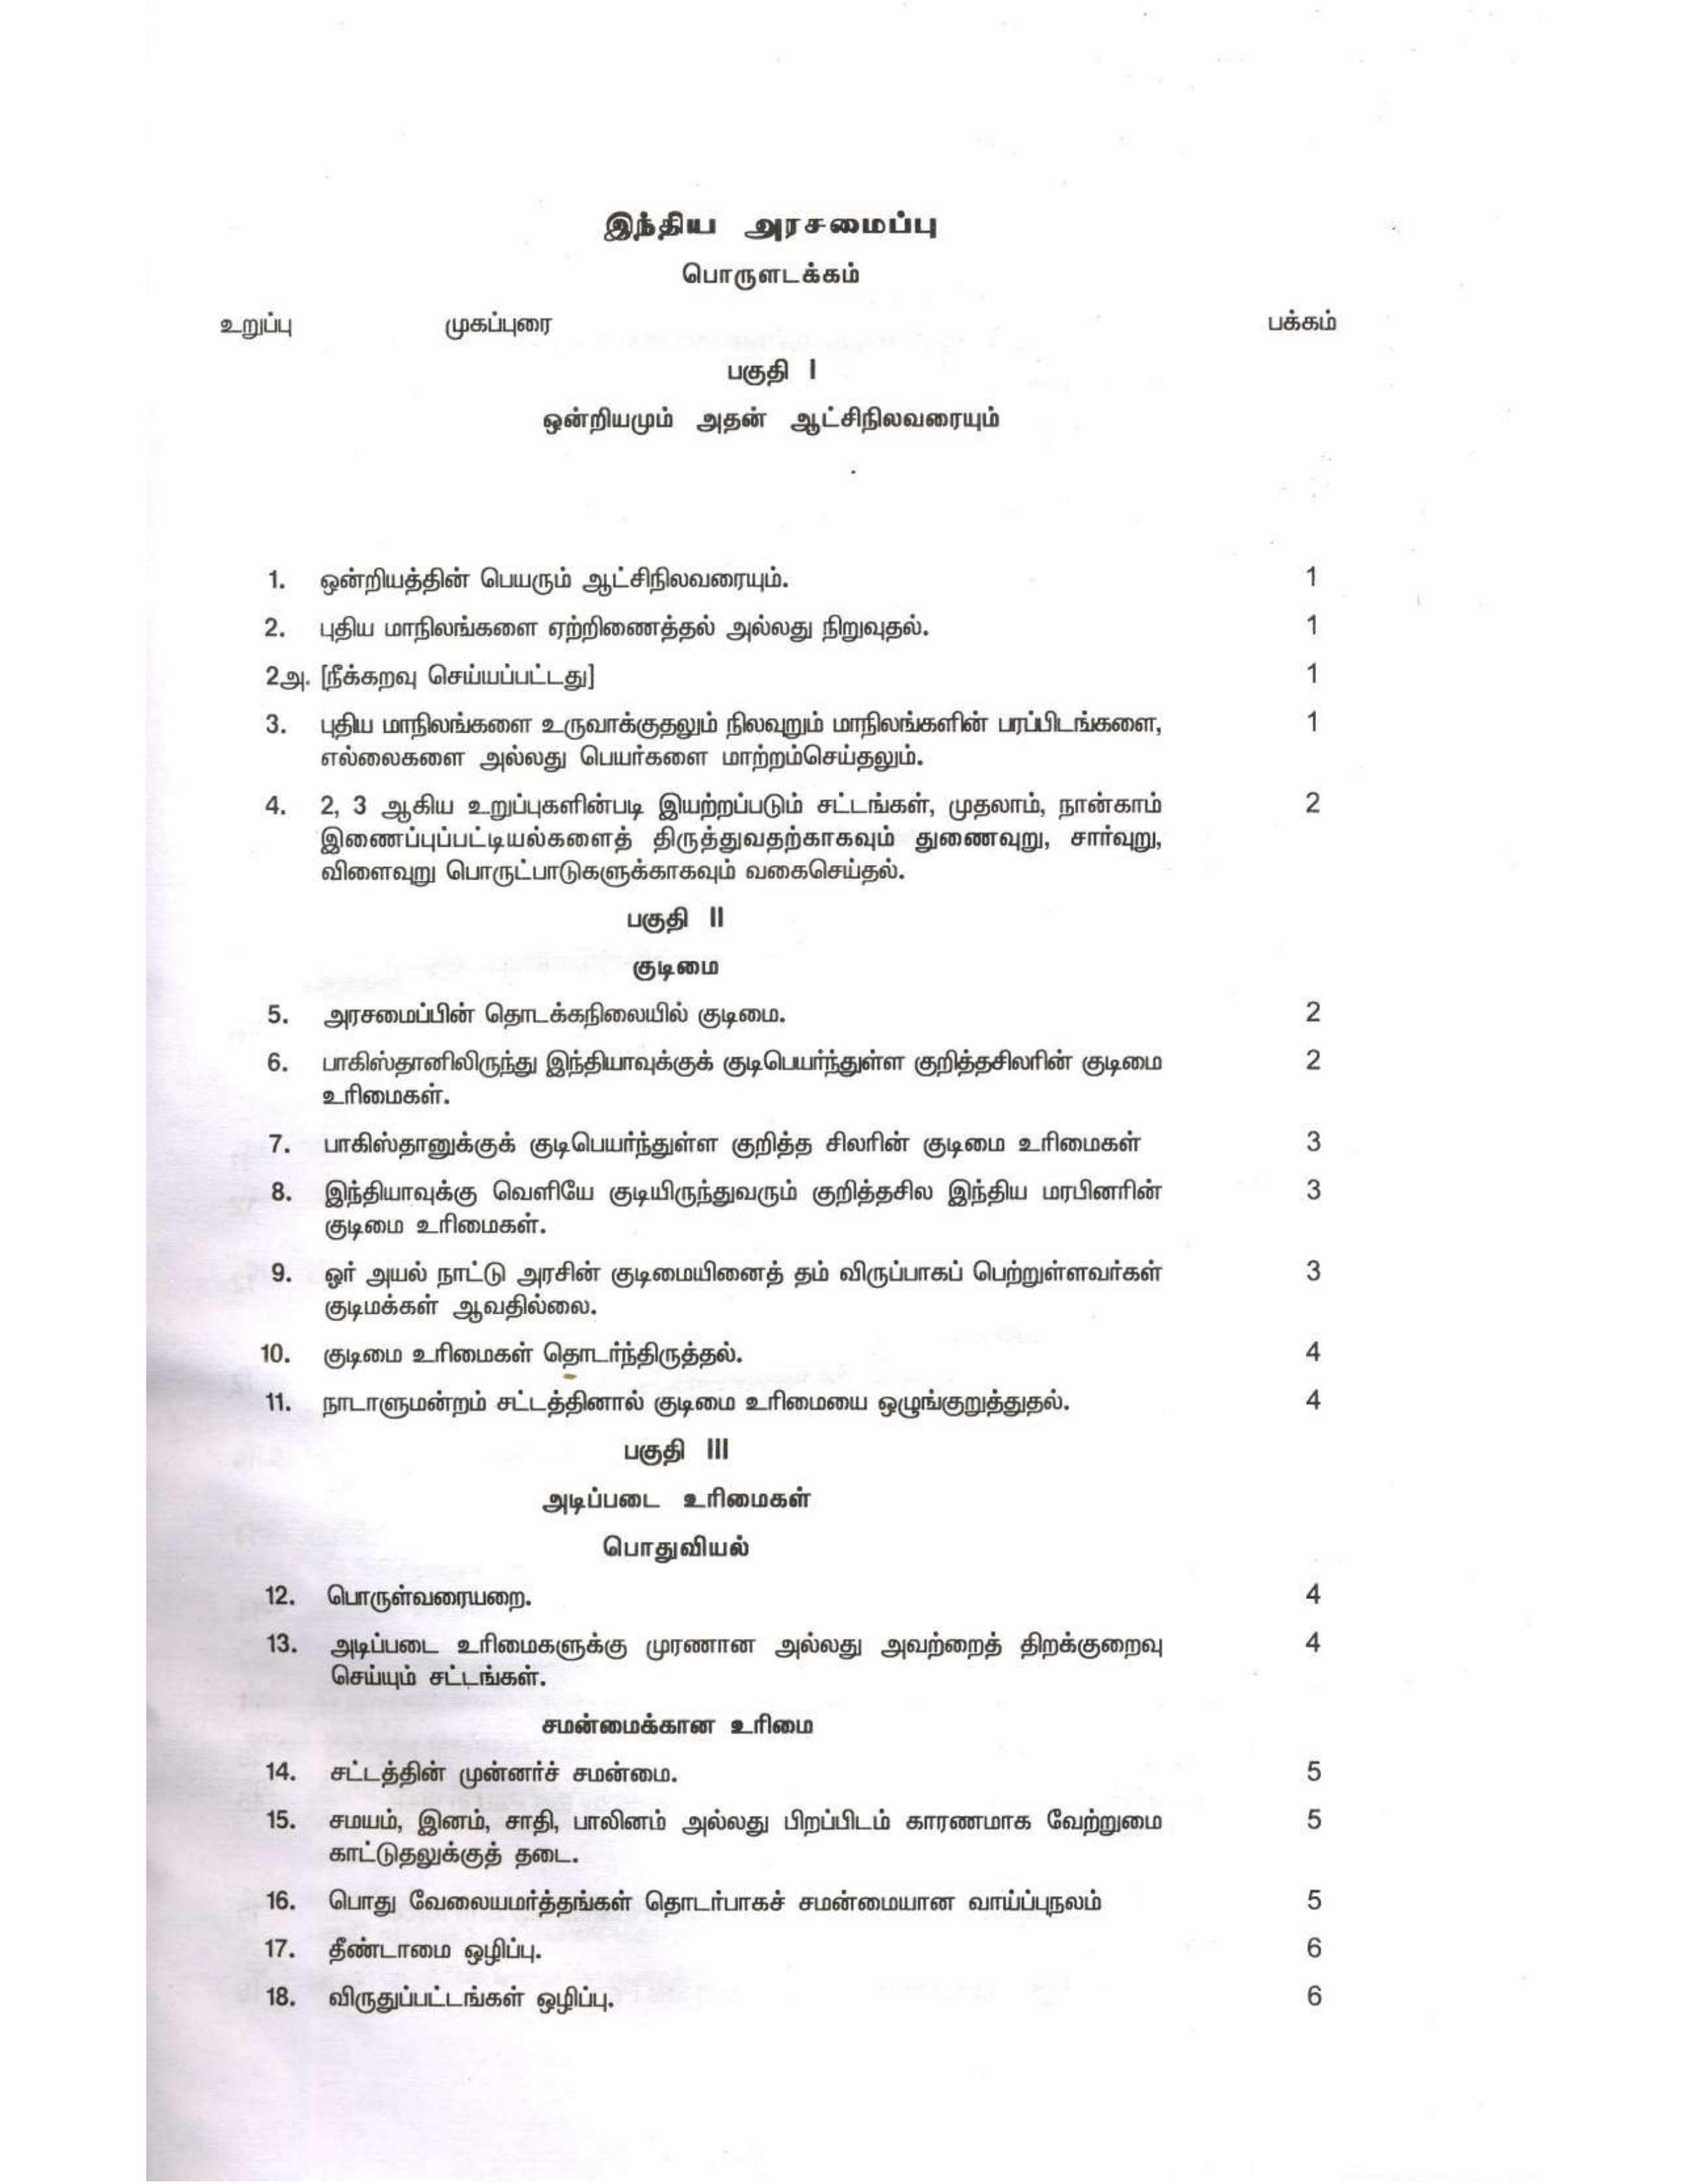 இந்திய அரசமைப்பு
பொருளடக்கம்
உறுப்பு முகப்புரை பக்கம்
பகுதி I
ஒன்றியமும் அதன் ஆட்சிநிலவரையும்
1. ஒன்றியத்தின் பெயரும் ஆட்சிநிலவரையும். 1
2. புதிய மாநிலங்களை ஏற்றிணைத்தல் அல்லது நிறுவுதல். 1
2அ. [நீக்கறவு செய்யப்பட்டது] 1
3. புதிய மாநிலங்களை உருவாக்குதலும் நிலவுறும் மாநிலங்களின் பரப்பிடங்களை, 1
எல்லைகளை அல்லது பெயர்களை மாற்றம்செய்தலும்.
4. 2, 3 ஆகிய உறுப்புகளின்படி இயற்றப்படும் சட்டங்கள், முதலாம், நான்காம் 2
இணைப்புப்பட்டியல்களைத் திருத்துவதற்காகவும் துணைவுறு, சார்வுறு,
விளைவுறு பொருட்பாடுகளுக்காகவும் வகைசெய்தல்.
பகுதி II
குடிமை
5. அரசமைப்பின் தொடக்கநிலையில் குடிமை. 2
6. பாகிஸ்தானிலிருந்து இந்தியாவுக்குக் குடிபெயர்ந்துள்ள குறித்தசிலரின் குடிமை 2
உரிமைகள்.
7. பாகிஸ்தானுக்குக் குடிபெயர்ந்துள்ள குறித்த சிலரின் குடிமை உரிமைகள் 3
8. இந்தியாவுக்கு வெளியே குடியிருந்துவரும் குறித்தசில இந்திய மரபினரின் 3
குடிமை உரிமைகள்.
9. ஓர் அயல் நாட்டு அரசின் குடிமையினைத் தம் விருப்பாகப் பெற்றுள்ளவர்கள் 3
குடிமக்கள் ஆவதில்லை.
10. குடிமை உரிமைகள் தொடர்ந்திருத்தல். 4
11. நாடாளுமன்றம் சட்டத்தினால் குடிமை உரிமையை ஒழுங்குறுத்துதல். 4
பகுதி III
அடிப்படை உரிமைகள்
பொதுவியல்
12. பொருள்வரையறை. 4
13. அடிப்படை உரிமைகளுக்கு முரணான அல்லது அவற்றைத் திறக்குறைவு 4
செய்யும் சட்டங்கள்.
சமன்மைக்கான உரிமை
14. சட்டத்தின் முன்னர்ச் சமன்மை. 5
15. சமயம், இனம், சாதி, பாலினம் அல்லது பிறப்பிடம் காரணமாக வேற்றுமை 5
காட்டுதலுக்குத் தடை.
16. பொது வேலையமர்த்தங்கள் தொடர்பாகச் சமன்மையான வாய்ப்புநலம் 5
17. தீண்டாமை ஒழிப்பு. 6
18. விருதுப்பட்டங்கள் ஒழிப்பு. 6